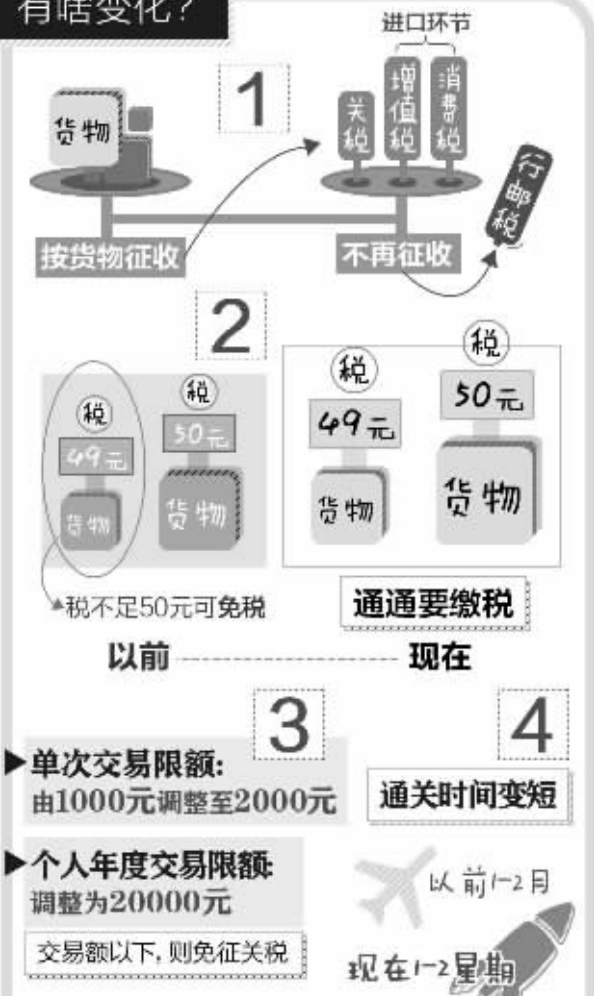 有啥变化?
进口环节
1
货物
关税
增值税
消费税
行邮税
按货物征收
不再征收
2
税
49元
货物
税
50元
货物
税
49元
货物
税
50元
货物
税不足50元可免税
通通要缴税
以前
现在
3
单次交易限额:
由1000元调整至2000元
个人年度交易限额:
调整为20000元
交易额以下,则免征关税
4
通关时间变短
以前1-2月
现在1-2星期